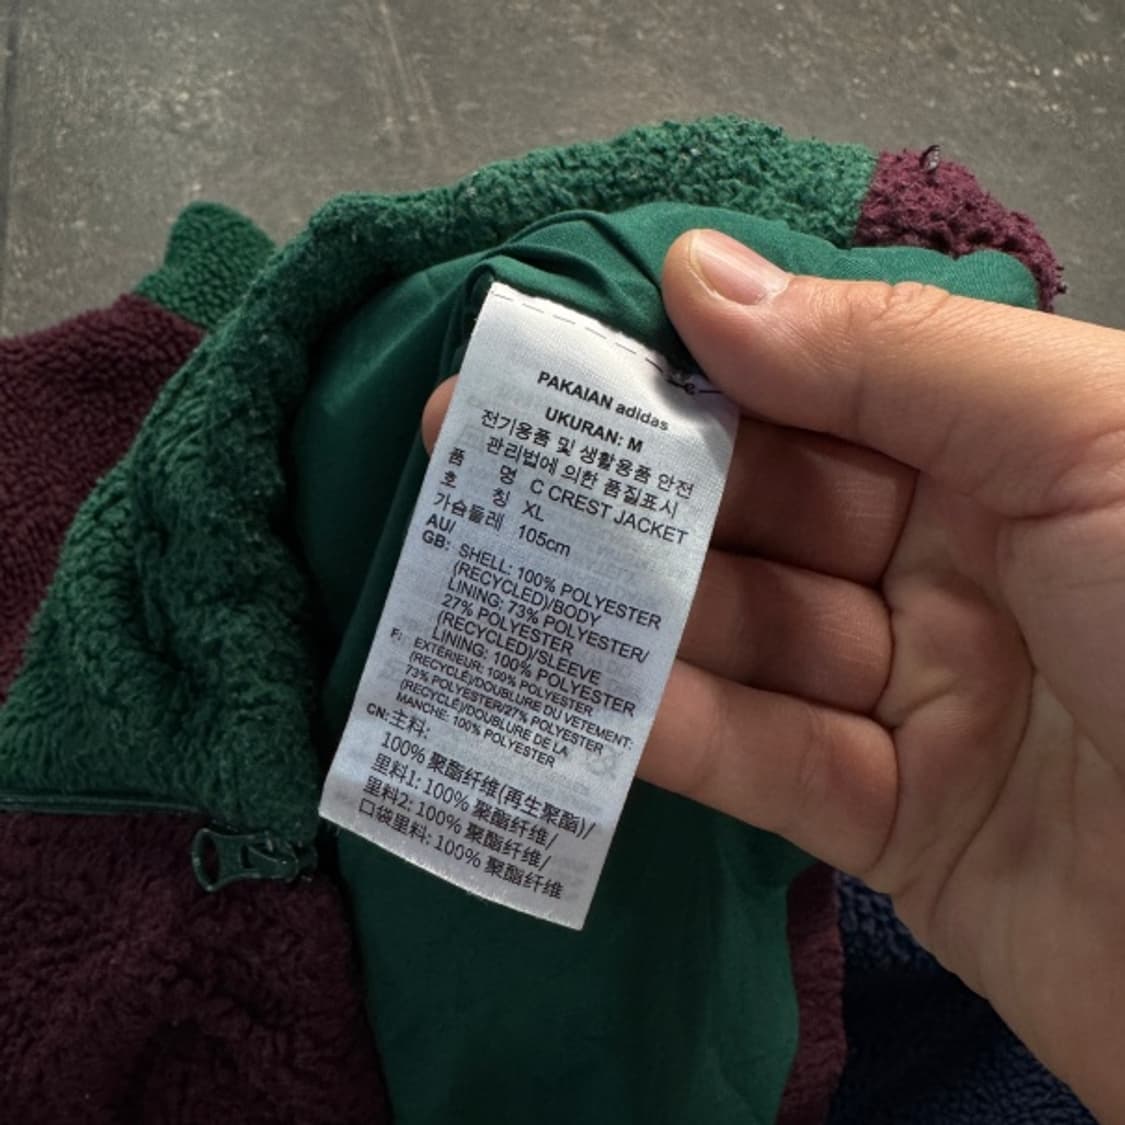 PAKAIAN adidas
UKURAN: M
전기용품 및 생활용품 안전
관리법에 의한 품질표시
품 명 C CREST JACKET
호 칭 XL
가슴둘레 105cm
AU/
GB: SHELL: 100% POLYESTER
(RECYCLED)/BODY
LINING: 73% POLYESTER/
27% POLYESTER
(RECYCLED)/SLEEVE
LINING: 100% POLYESTER
F: EXTÉRIEUR: 100% POLYESTER
(RECYCLÉ)/DOUBLURE DU VETEMENT:
73% POLYESTER/27% POLYESTER
(RECYCLÉ)/DOUBLURE DE LA
MANCHE: 100% POLYESTER
CN: 主料:
100% 聚酯纤维(再生聚酯)/
里料1: 100% 聚酯纤维/
里料2: 100% 聚酯纤维/
口袋里料: 100% 聚酯纤维